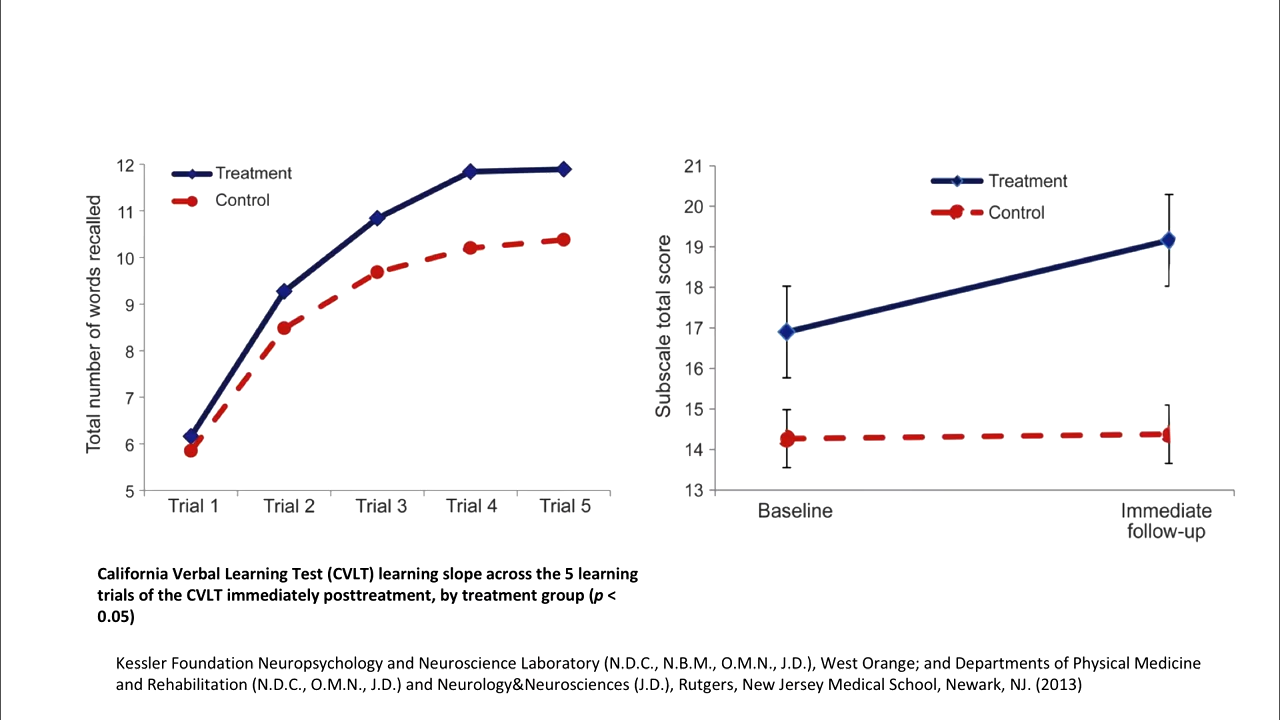 Total number of words recalled
12
11
10
9
8
7
6
5
Treatment
Control
Trial 1 Trial 2 Trial 3 Trial 4 Trial 5
Subscale total score
21
20
19
18
17
16
15
14
13
Treatment
Control
Baseline
Immediate
follow-up
California Verbal Learning Test (CVLT) learning slope across the 5 learning
trials of the CVLT immediately posttreatment, by treatment group (p <
0.05)
Kessler Foundation Neuropsychology and Neuroscience Laboratory (N.D.C., N.B.M., O.M.N., J.D.), West Orange; and Departments of Physical Medicine
and Rehabilitation (N.D.C., O.M.N., J.D.) and Neurology&Neurosciences (J.D.), Rutgers, New Jersey Medical School, Newark, NJ. (2013)